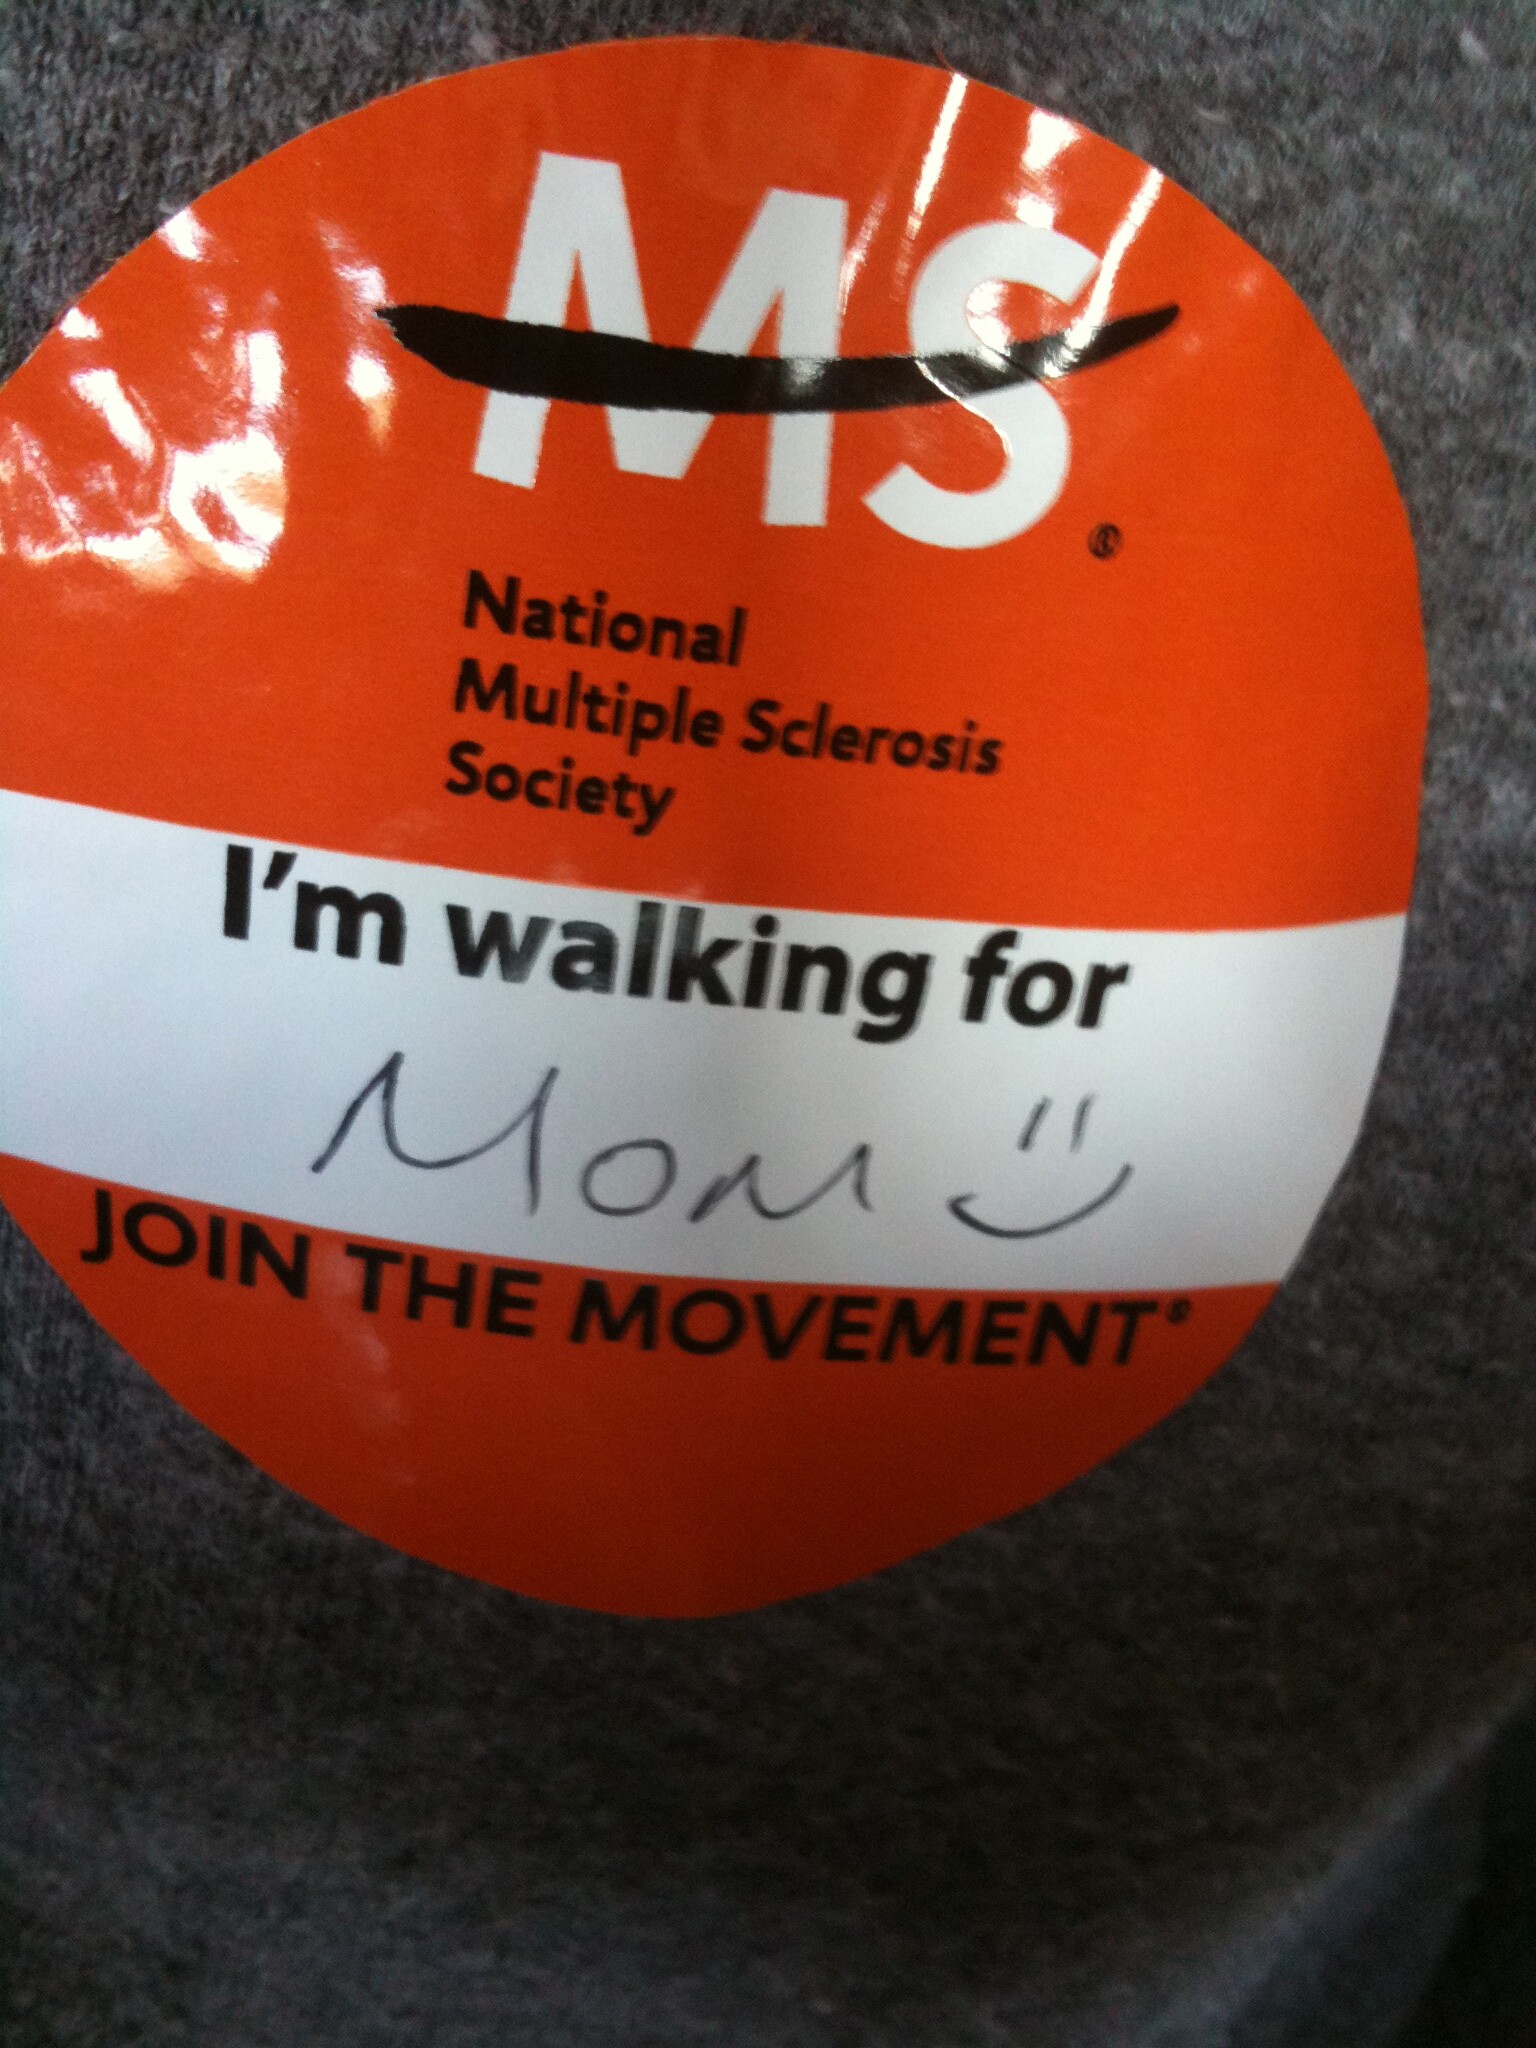 MS®
National
Multiple Sclerosis
Society
I'm walking for
Mom
JOIN THE MOVEMENT®